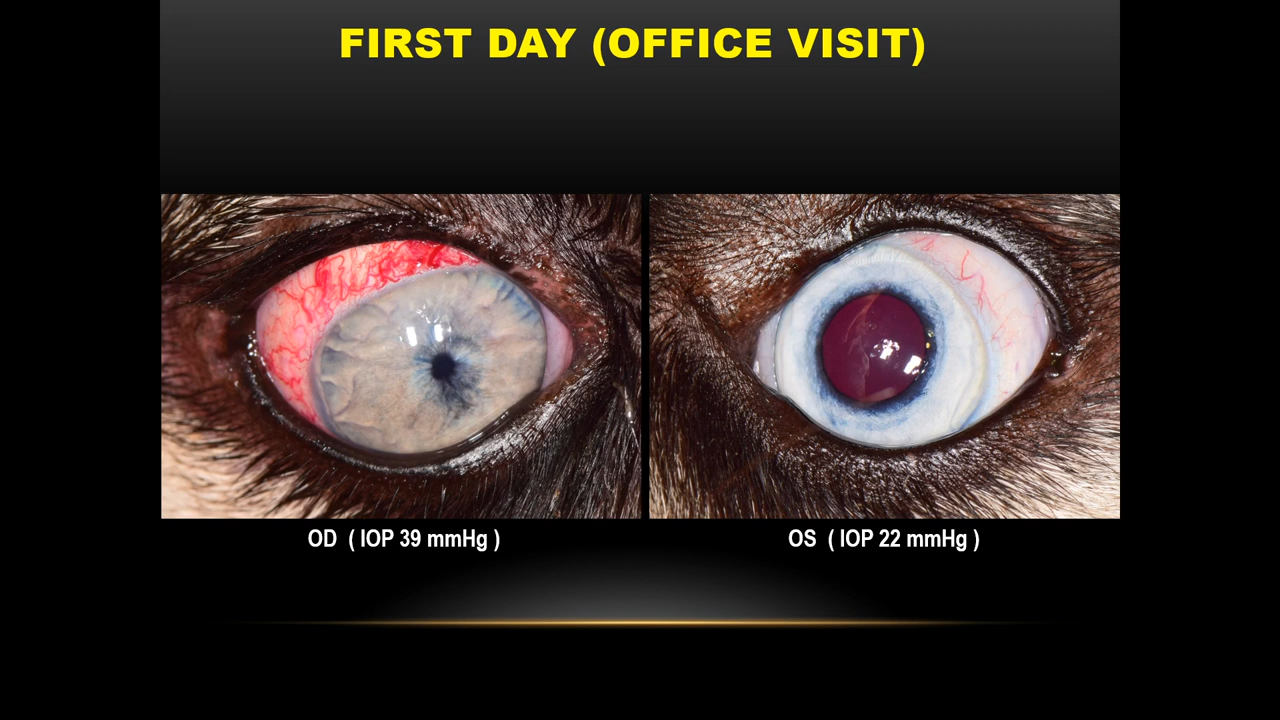 FIRST DAY (OFFICE VISIT)
OD ( IOP 39 mmHg )
OS ( IOP 22 mmHg )